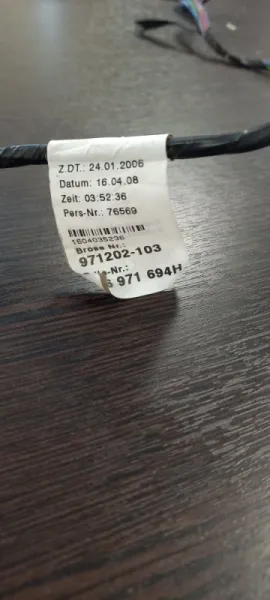 Z.DT.: 24.01.2006
Datum: 16.04.08
Zeit: 03:52:36
Pers-Nr.: 76569
1604035236
Brose Nr.:
971202-103
-Nr.:
971 694H